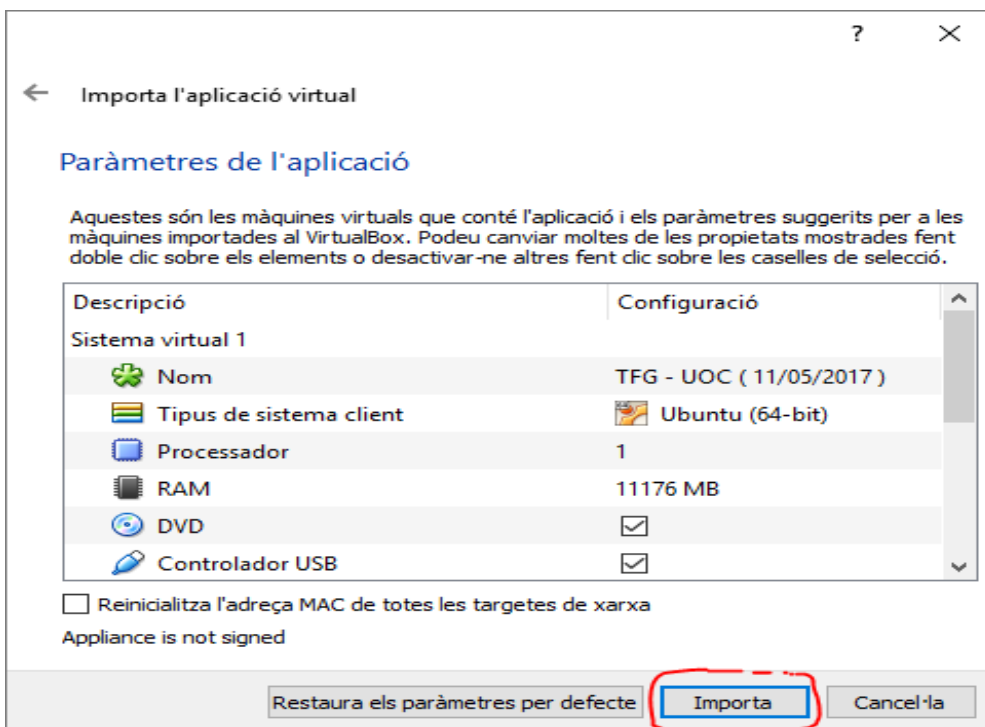 ?
Importa l'aplicació virtual
Paràmetres de l'aplicació
Aquestes són les màquines virtuals que conté l'aplicació i els paràmetres suggerits per a les
màquines importades al VirtualBox. Podeu canviar moltes de les propietats mostrades fent
doble clic sobre els elements o desactivar-ne altres fent clic sobre les caselles de selecció.
Descripció Configuració
Sistema virtual 1
Nom TFG - UOC ( 11/05/2017 )
Tipus de sistema client Ubuntu (64-bit)
Processador 1
RAM 11176 MB
DVD
Controlador USB
Reinicialitza l'adreça MAC de totes les targetes de xarxa
Appliance is not signed
Restaura els paràmetres per defecte Importa Cancel·la